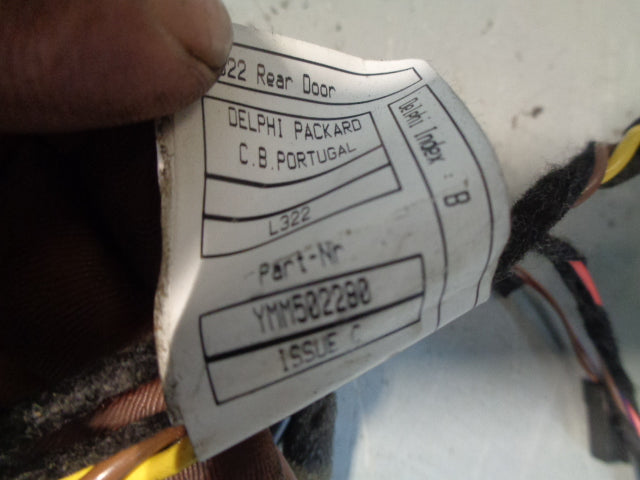 322 Rear Door
DELPHI PACKARD
C.B.PORTUGAL
L322
Delphi Index : B
Part-Nr
YMM502280
ISSUE C